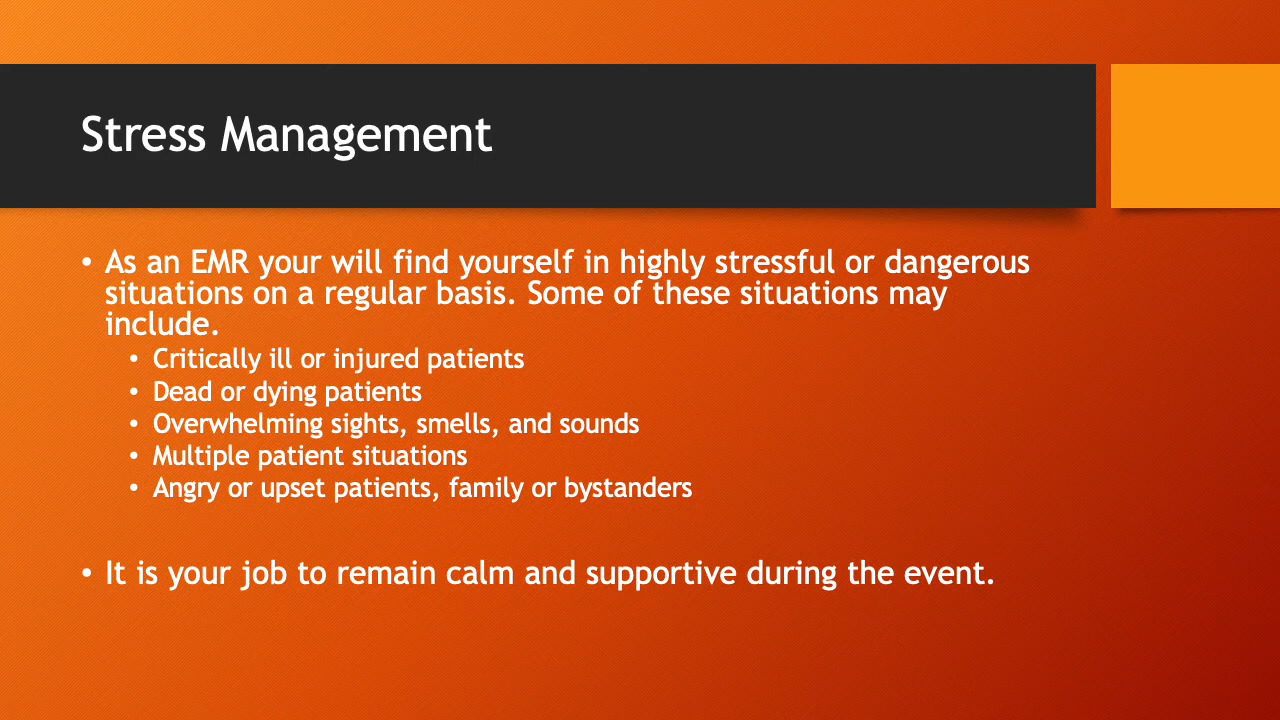 Stress Management
• As an EMR your will find yourself in highly stressful or dangerous
situations on a regular basis. Some of these situations may
include.
• Critically ill or injured patients
• Dead or dying patients
• Overwhelming sights, smells, and sounds
• Multiple patient situations
• Angry or upset patients, family or bystanders
• It is your job to remain calm and supportive during the event.